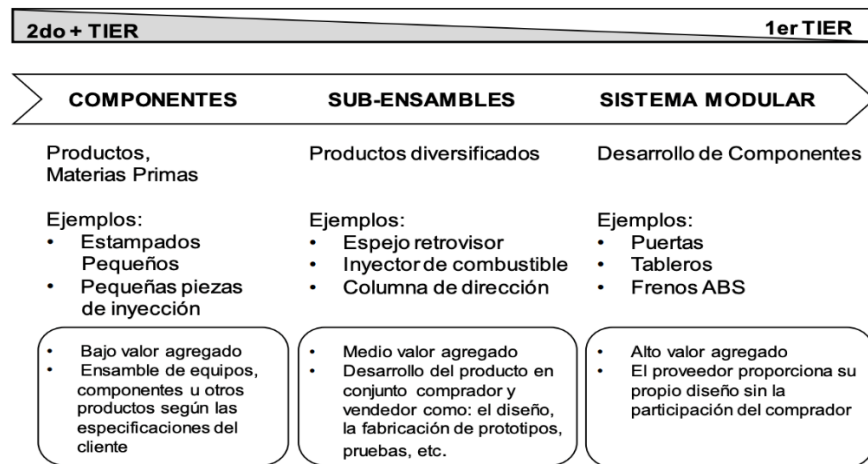 2do + TIER
1er TIER
COMPONENTES
SUB-ENSAMBLES
SISTEMA MODULAR
Productos,
Materias Primas
Ejemplos:
• Estampados
Pequeños
• Pequeñas piezas
de inyección
Productos diversificados
Ejemplos:
• Espejo retrovisor
• Inyector de combustible
• Columna de dirección
Desarrollo de Componentes
Ejemplos:
• Puertas
• Tableros
• Frenos ABS
• Bajo valor agregado
• Ensamble de equipos,
componentes u otros
productos según las
especificaciones del
cliente
• Medio valor agregado
• Desarrollo del producto en
conjunto comprador y
vendedor como: el diseño,
la fabricación de prototipos,
pruebas, etc.
• Alto valor agregado
• El proveedor proporciona su
propio diseño sin la
participación del comprador